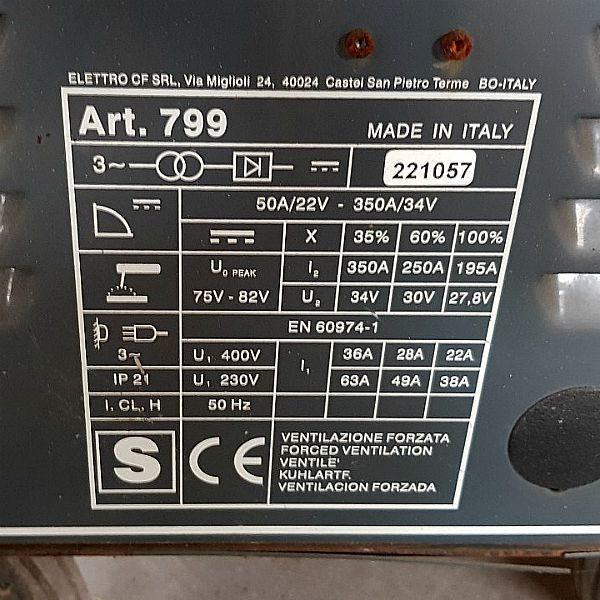 ELETTRO CF SRL, Via Miglioli 24, 40024 Castel San Pietro Terme BO-ITALY
Art. 799 MADE IN ITALY
3~ 221057
50A/22V - 350A/34V
X 35% 60% 100%
U₀ PEAK I₂ 350A 250A 195A
75V - 82V U₂ 34V 30V 27,8V
EN 60974-1
3~ U₁ 400V I₁ 36A 28A 22A
IP 21 U₁ 230V 63A 49A 38A
I. CL. H 50 Hz
S CE
VENTILAZIONE FORZATA
FORCED VENTILATION
VENTILE'
KUHLARTF.
VENTILACION FORZADA